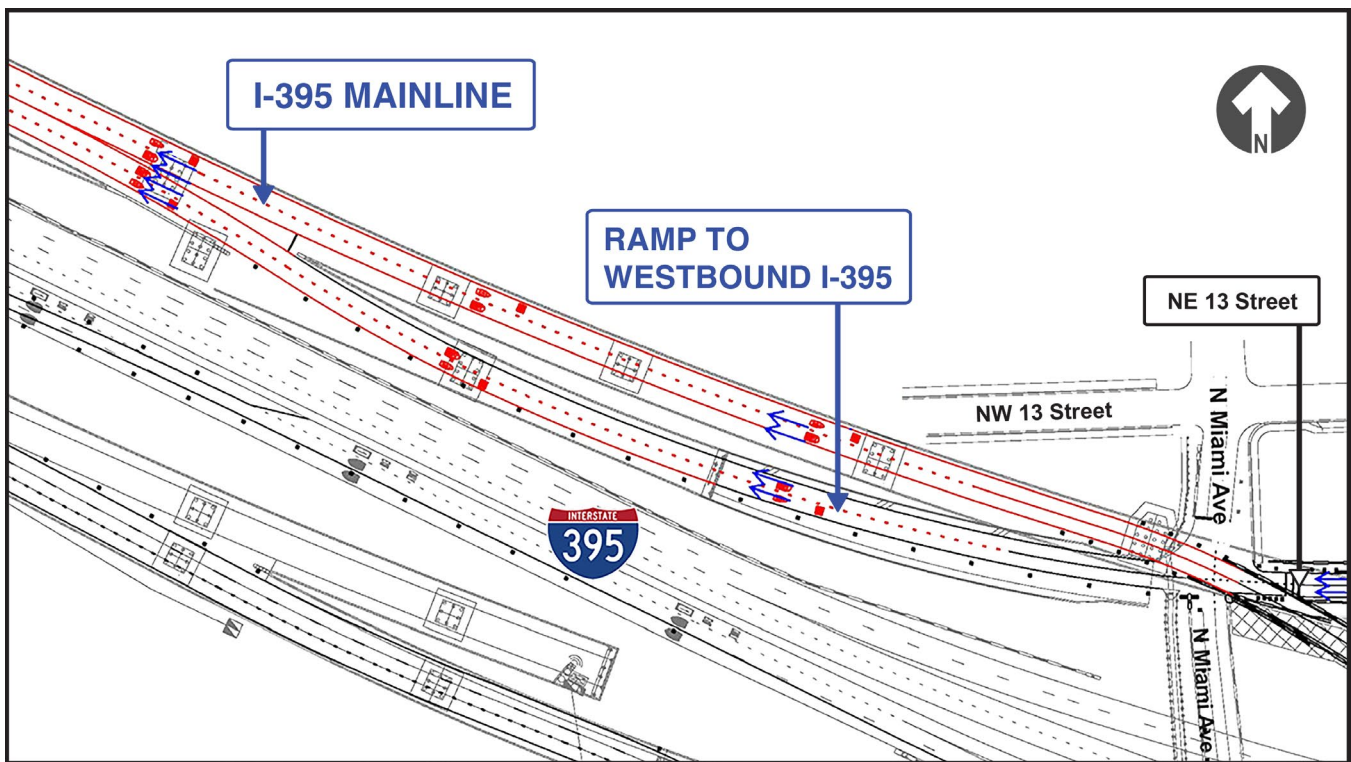 I-395 MAINLINE
N
RAMP TO
WESTBOUND I-395
NE 13 Street
NW 13 Street
N Miami Ave
INTERSTATE
395
N Miami Ave